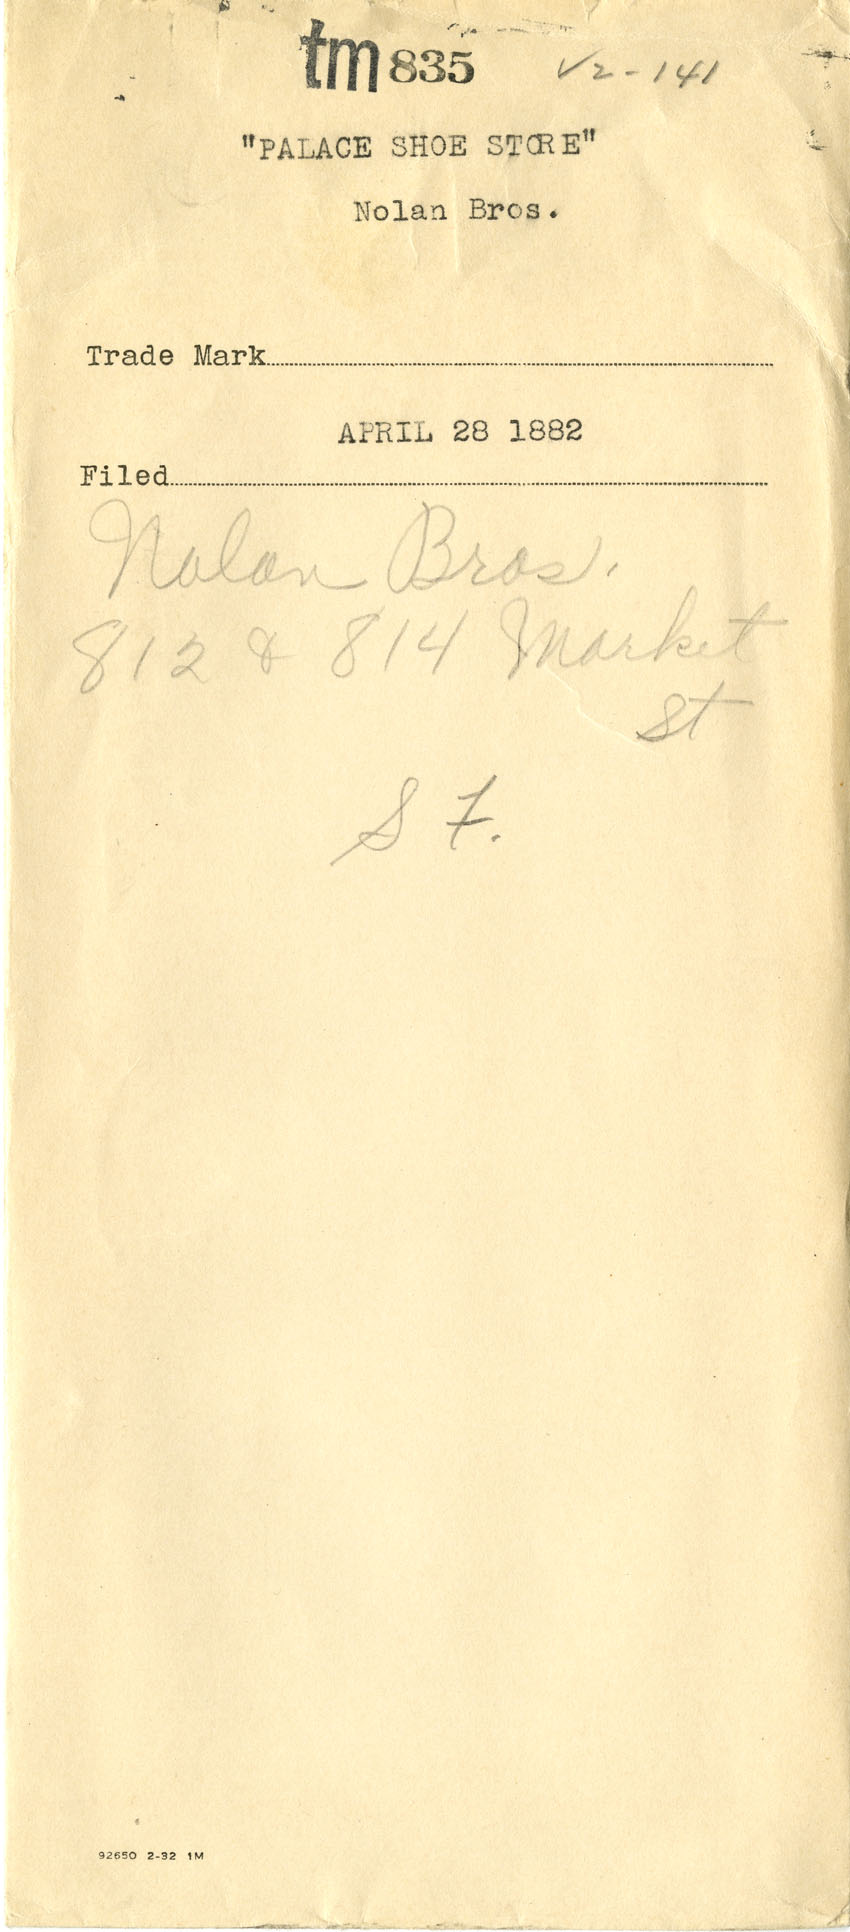 tm 835 V2-141
"PALACE SHOE STORE"
Nolan Bros.
Trade Mark
APRIL 28 1882
Filed
Nolan Bros.
812 & 814 Market
St
S F.
92650 2-32 1M